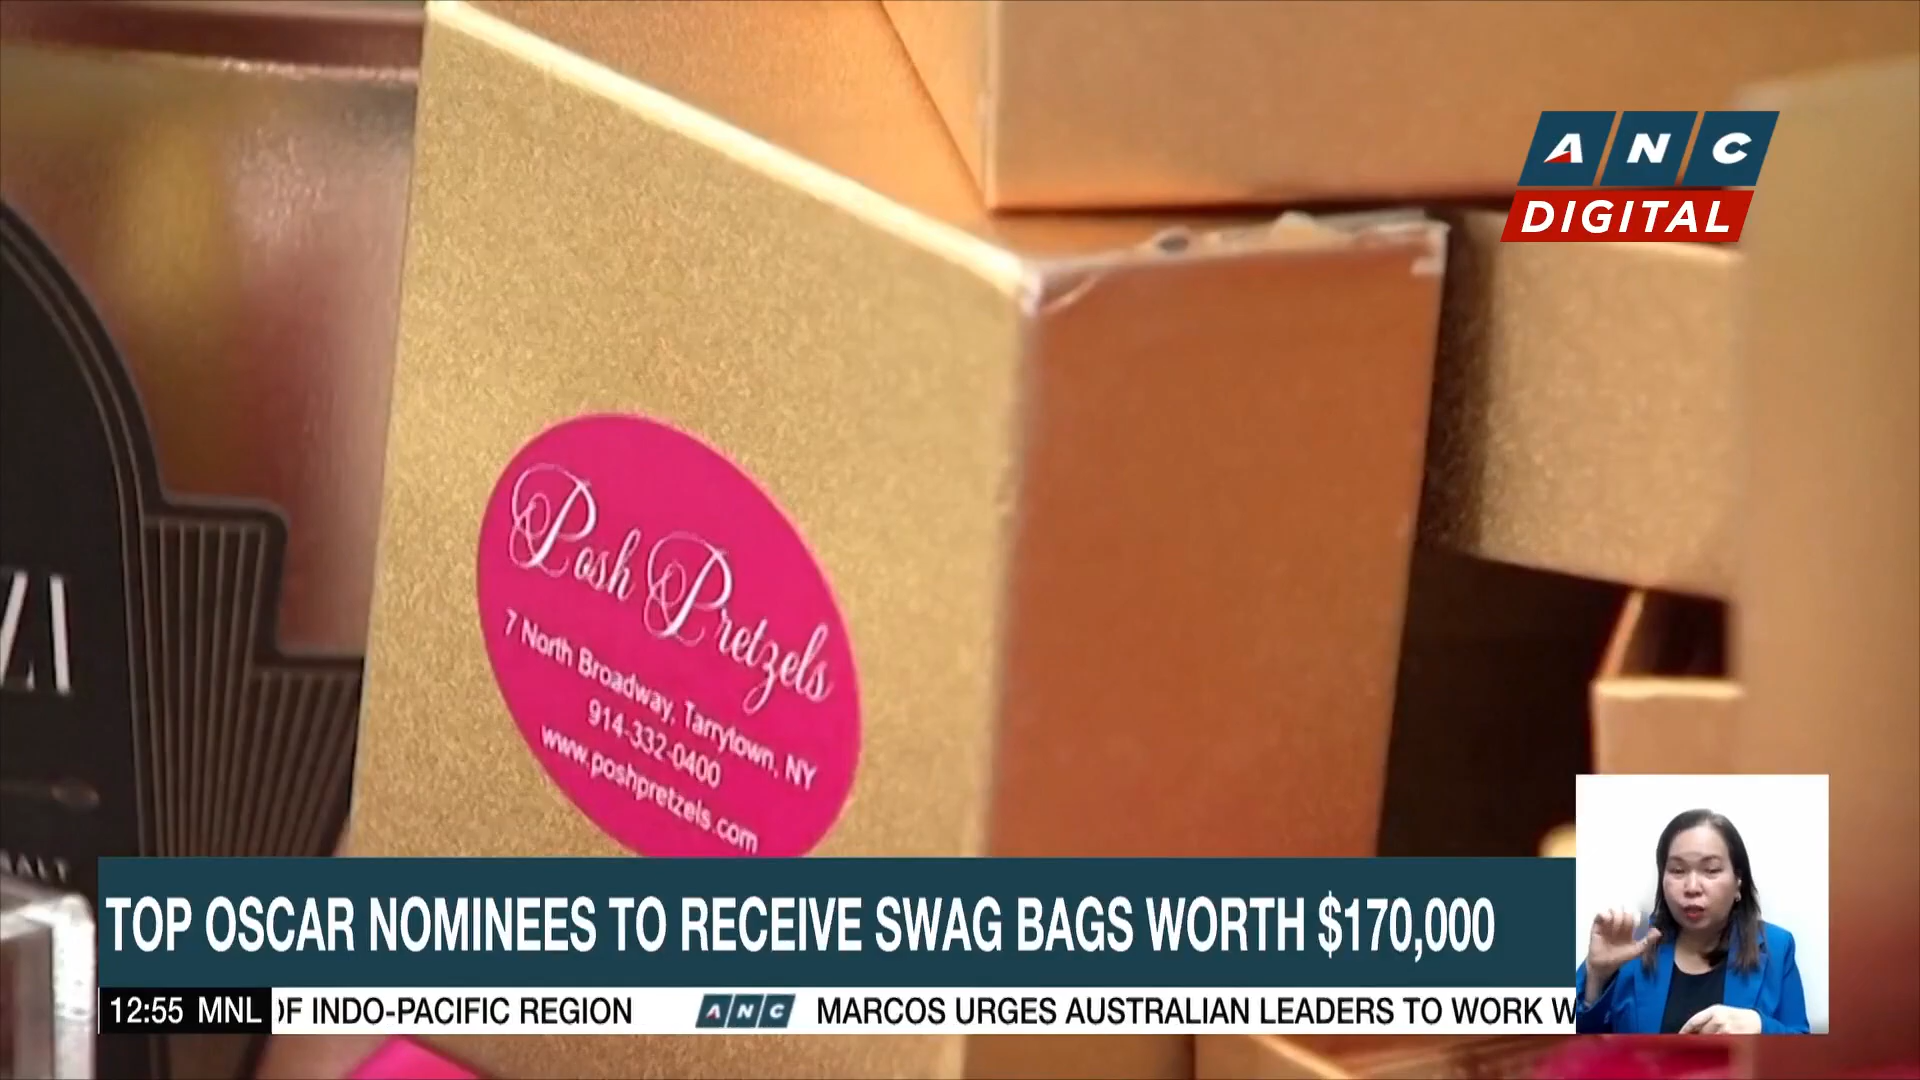 ANC
DIGITAL
Posh Pretzels
7 North Broadway, Tarrytown, NY
914-332-0400
www.poshpretzels.com
TOP OSCAR NOMINEES TO RECEIVE SWAG BAGS WORTH $170,000
12:55 MNL
OF INDO-PACIFIC REGION ANC MARCOS URGES AUSTRALIAN LEADERS TO WORK W